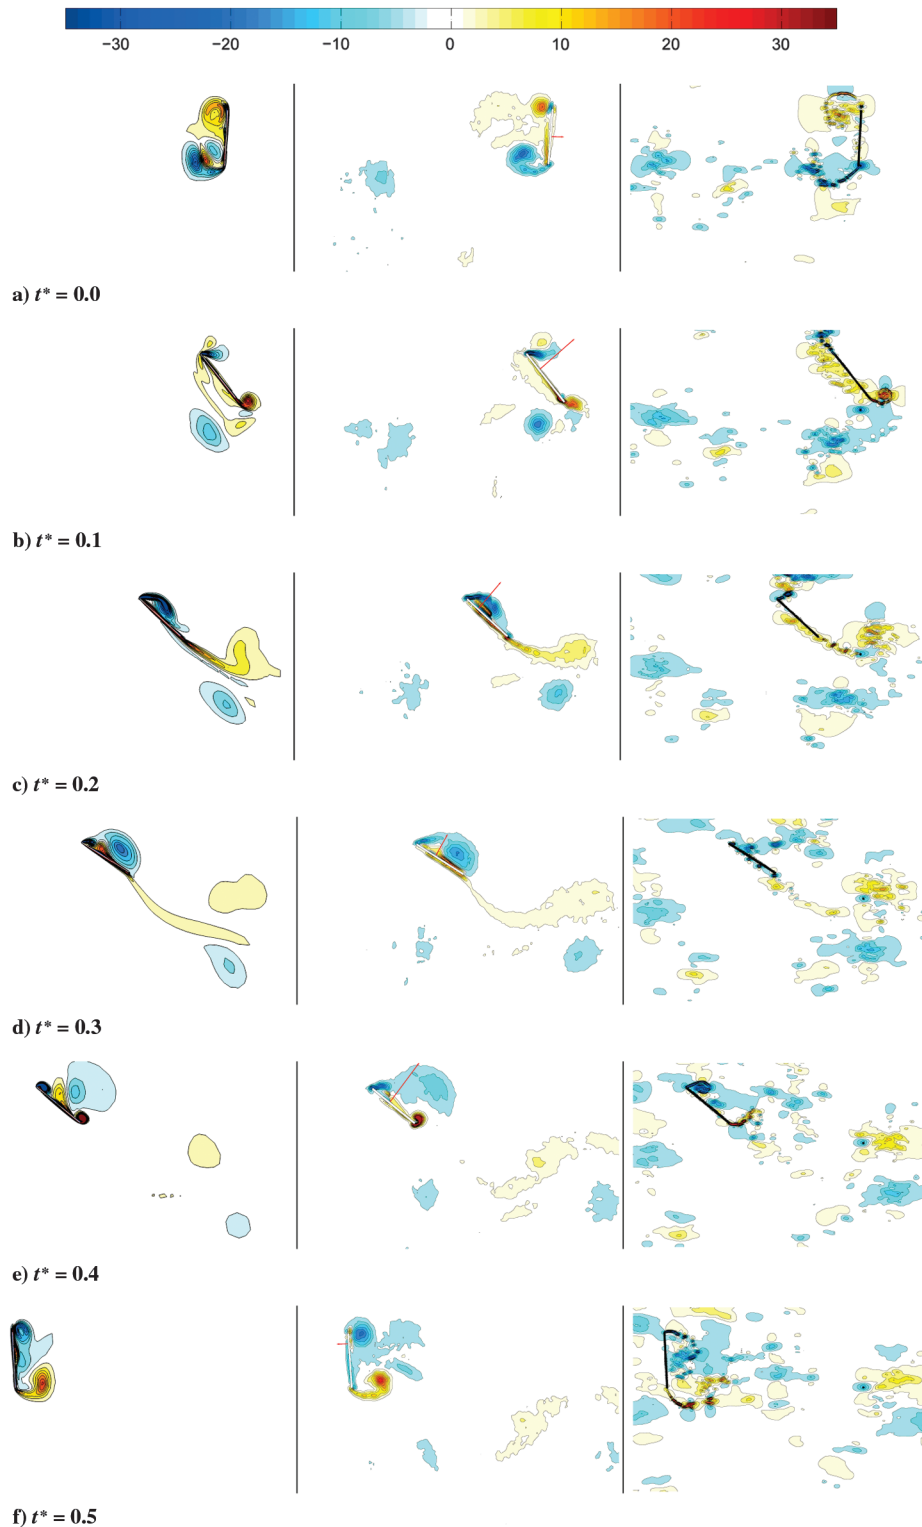 −30 −20 −10 0 10 20 30
a) t* = 0.0
b) t* = 0.1
c) t* = 0.2
d) t* = 0.3
e) t* = 0.4
f) t* = 0.5